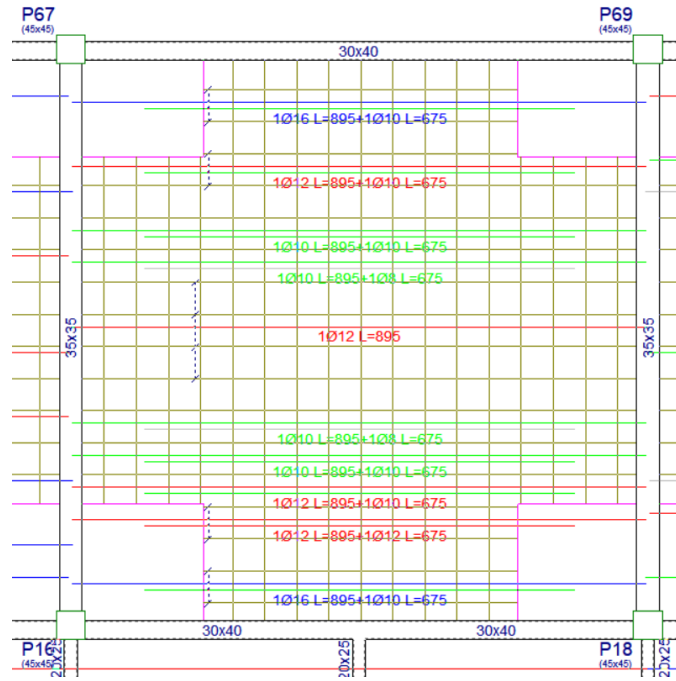 P67
(45x45)
P69
(45x45)
30x40
1Ø16 L=895+1Ø10 L=675
1Ø12 L=895+1Ø10 L=675
1Ø10 L=895+1Ø10 L=675
1Ø10 L=895+1Ø8 L=675
35x35
1Ø12 L=895
35x35
1Ø10 L=895+1Ø8 L=675
1Ø10 L=895+1Ø10 L=675
1Ø12 L=895+1Ø10 L=675
1Ø12 L=895+1Ø12 L=675
1Ø16 L=895+1Ø10 L=675
30x40
30x40
P16
(45x45)
20x25
20x25
P18
(45x45)
20x25